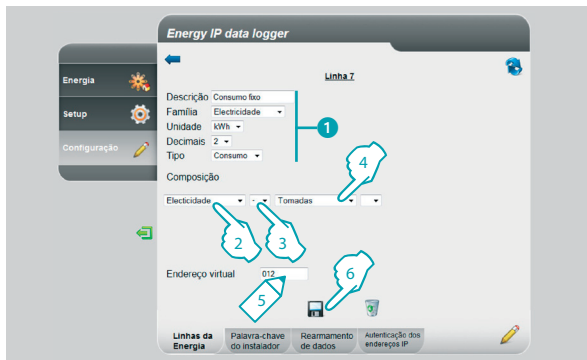 Energy IP data logger
Energia
Setup
Configuração
Linha 7
Descrição Consumo fixo
Família Electricidade
Unidade kWh
Decimais 2
Tipo Consumo
1
Composição
4
Electicidade - Tomadas
2
3
Endereço virtual 012
6
5
Linhas da Energia
Palavra-chave do instalador
Rearmamento de dados
Autenticação dos endereços IP